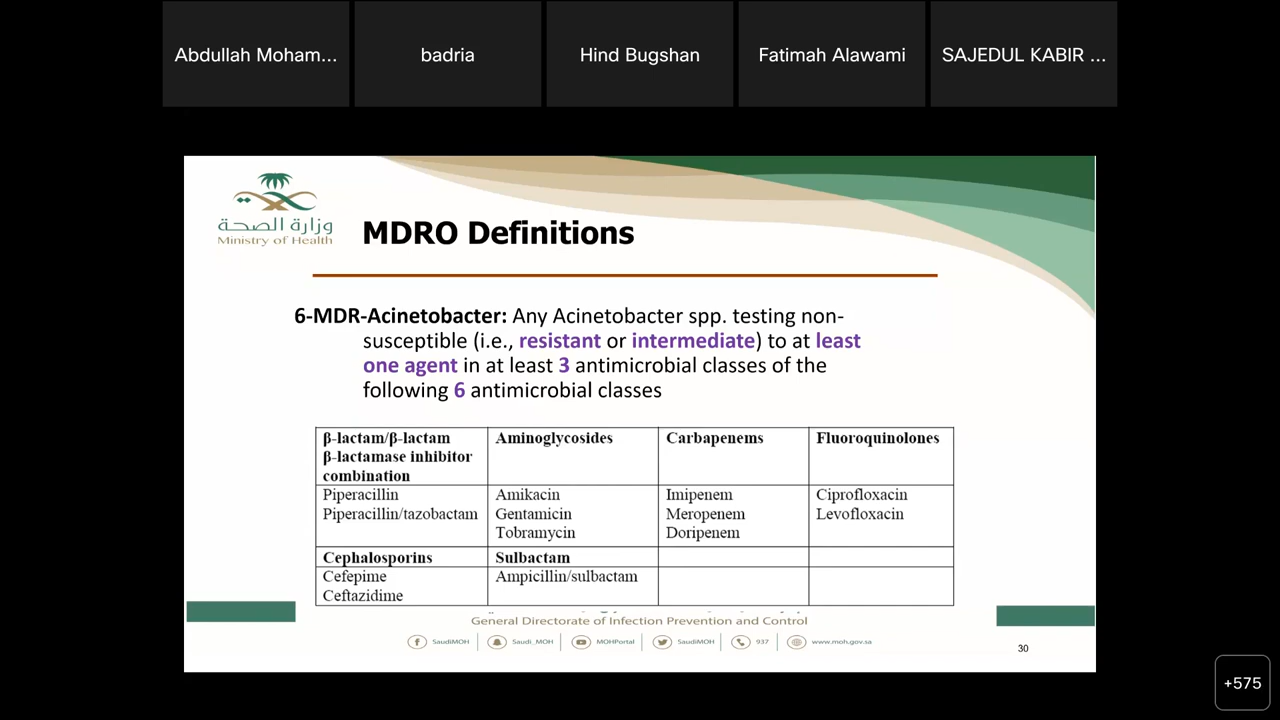 Abdullah Moham...
badria
Hind Bugshan
Fatimah Alawami
SAJEDUL KABIR ...
وزارة الصحة
Ministry of Health
MDRO Definitions
6-MDR-Acinetobacter: Any Acinetobacter spp. testing non-
susceptible (i.e., resistant or intermediate) to at least
one agent in at least 3 antimicrobial classes of the
following 6 antimicrobial classes
β-lactam/β-lactam
β-lactamase inhibitor
combination
Aminoglycosides
Carbapenems
Fluoroquinolones
Piperacillin
Piperacillin/tazobactam
Amikacin
Gentamicin
Tobramycin
Imipenem
Meropenem
Doripenem
Ciprofloxacin
Levofloxacin
Cephalosporins
Sulbactam
Cefepime
Ceftazidime
Ampicillin/sulbactam
General Directorate of Infection Prevention and Control
SaudiMOH
Saudi_MOH
MOHPortal
SaudiMOH
937
www.moh.gov.sa
30
+575